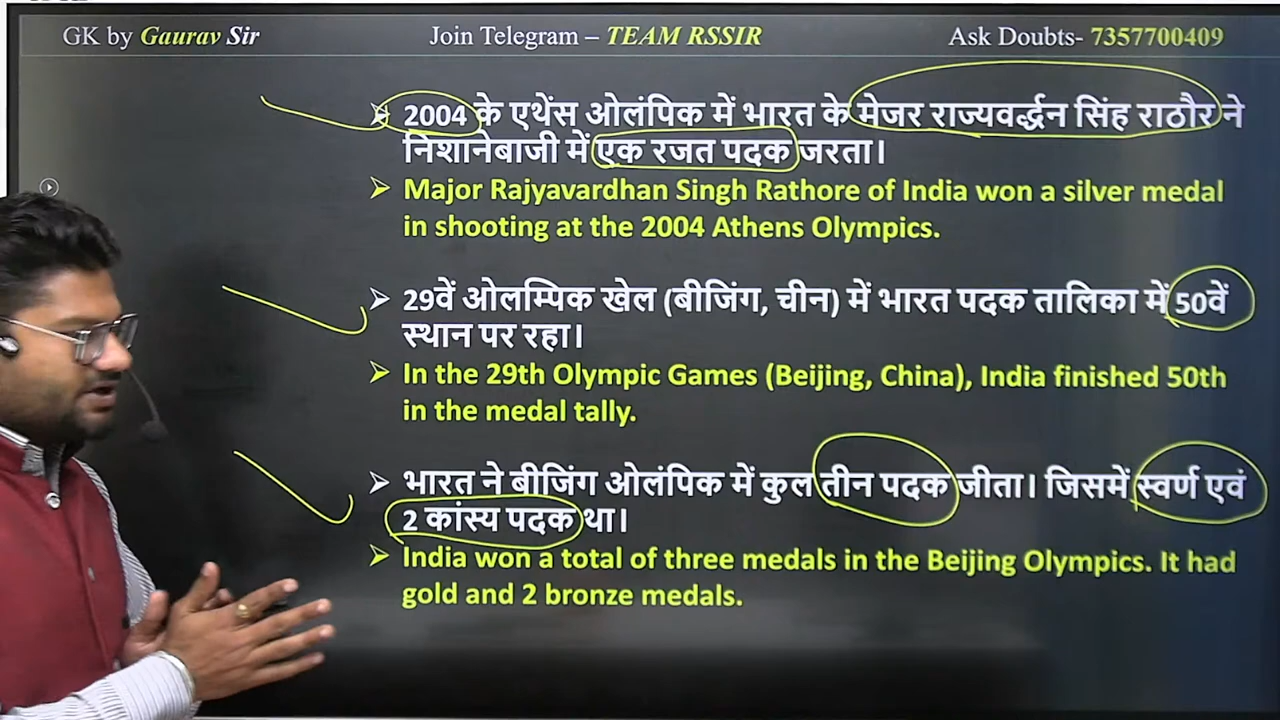 GK by Gaurav Sir
Join Telegram – TEAM RSSIR
Ask Doubts- 7357700409
➢ 2004 के एथेंस ओलंपिक में भारत के मेजर राज्यवर्द्धन सिंह राठौर ने
निशानेबाजी में एक रजत पदक जरता।
➢ Major Rajyavardhan Singh Rathore of India won a silver medal
in shooting at the 2004 Athens Olympics.
➢ 29वें ओलम्पिक खेल (बीजिंग, चीन) में भारत पदक तालिका में 50वें
स्थान पर रहा।
➢ In the 29th Olympic Games (Beijing, China), India finished 50th
in the medal tally.
➢ भारत ने बीजिंग ओलंपिक में कुल तीन पदक जीता। जिसमें स्वर्ण एवं
2 कांस्य पदक था।
➢ India won a total of three medals in the Beijing Olympics. It had
gold and 2 bronze medals.